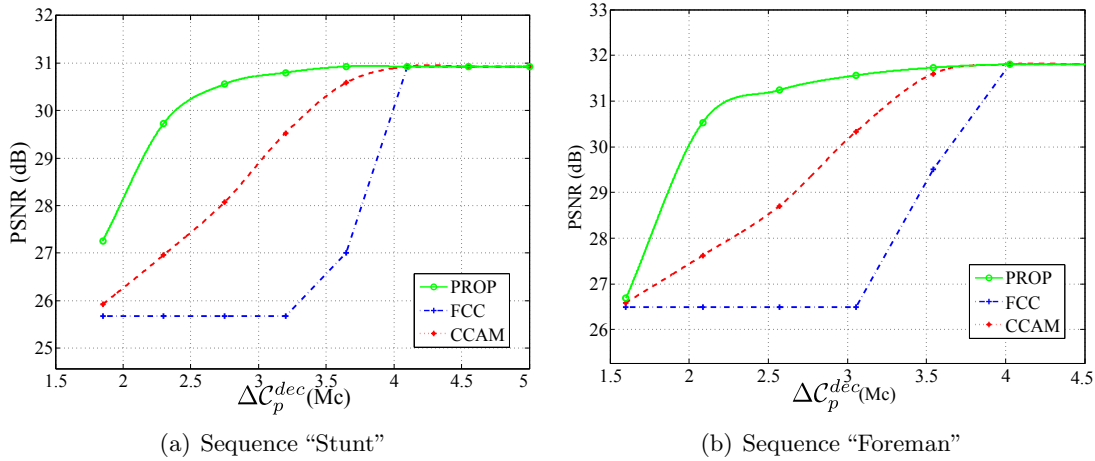 32
31
30
29
28
27
26
25
PSNR (dB)
1.5 2 2.5 3 3.5 4 4.5 5
ΔC_p^{dec} (Mc)
PROP
FCC
CCAM
(a) Sequence “Stunt”
33
32
31
30
29
28
27
26
PSNR (dB)
1.5 2 2.5 3 3.5 4 4.5
ΔC_p^{dec} (Mc)
PROP
FCC
CCAM
(b) Sequence “Foreman”